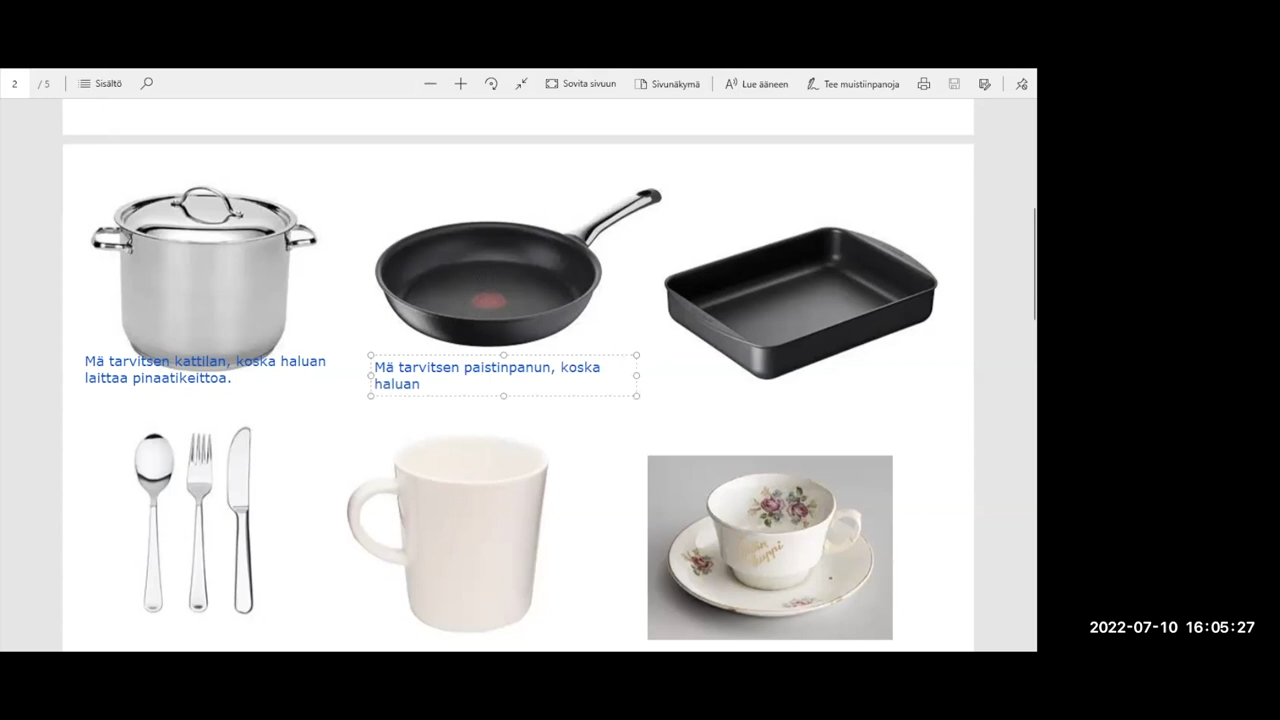 2 / 5 Sisältö Sovita sivuun Sivunäkymä Lue ääneen Tee muistiinpanoja
Mä tarvitsen kattilan, koska haluan
laittaa pinaatikeittoa.
Mä tarvitsen paistinpanun, koska
haluan
2022-07-10 16:05:27